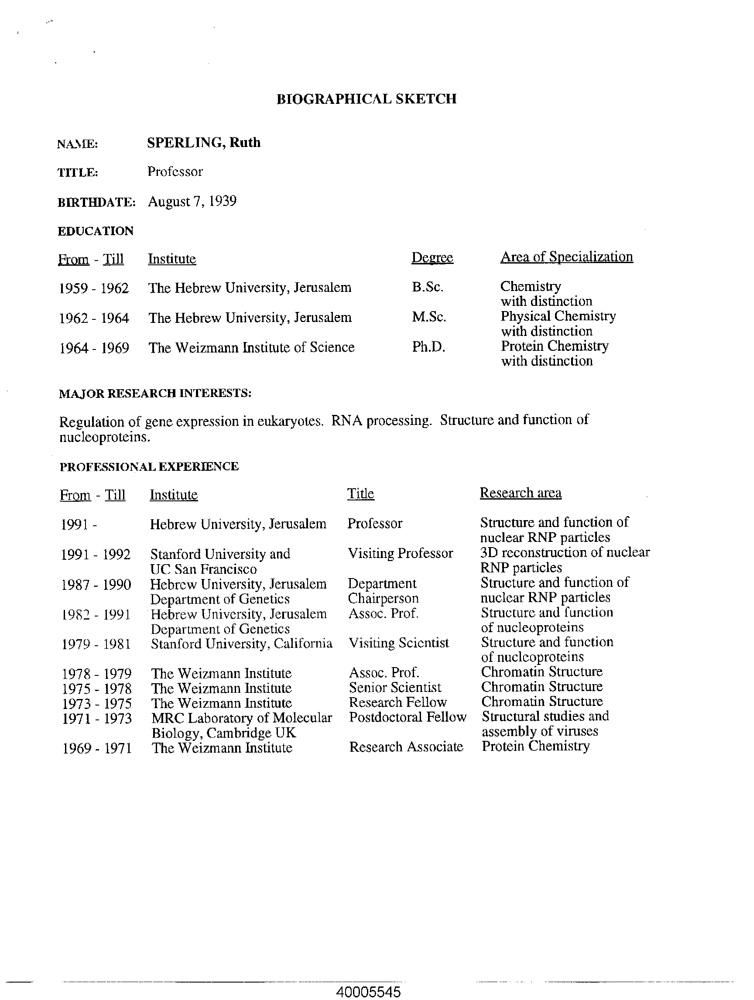 BIOGRAPHICAL SKETCH
NAME: SPERLING, Ruth
TITLE: Professor
BIRTHDATE: August 7, 1939
EDUCATION
From - Till Institute Degree Area of Specialization
1959 - 1962 The Hebrew University, Jerusalem B.Sc. Chemistry
with distinction
1962 - 1964 The Hebrew University, Jerusalem M.Sc. Physical Chemistry
with distinction
1964 - 1969 The Weizmann Institute of Science Ph.D. Protein Chemistry
with distinction
MAJOR RESEARCH INTERESTS:
Regulation of gene expression in eukaryotes. RNA processing. Structure and function of
nucleoproteins.
PROFESSIONAL EXPERIENCE
From - Till Institute Title Research area
1991 - Hebrew University, Jerusalem Professor Structure and function of
nuclear RNP particles
1991 - 1992 Stanford University and Visiting Professor 3D reconstruction of nuclear
UC San Francisco RNP particles
1987 - 1990 Hebrew University, Jerusalem Department Structure and function of
Department of Genetics Chairperson nuclear RNP particles
1982 - 1991 Hebrew University, Jerusalem Assoc. Prof. Structure and function
Department of Genetics of nucleoproteins
1979 - 1981 Stanford University, California Visiting Scientist Structure and function
of nucleoproteins
1978 - 1979 The Weizmann Institute Assoc. Prof. Chromatin Structure
1975 - 1978 The Weizmann Institute Senior Scientist Chromatin Structure
1973 - 1975 The Weizmann Institute Research Fellow Chromatin Structure
1971 - 1973 MRC Laboratory of Molecular Postdoctoral Fellow Structural studies and
Biology, Cambridge UK assembly of viruses
1969 - 1971 The Weizmann Institute Research Associate Protein Chemistry
40005545